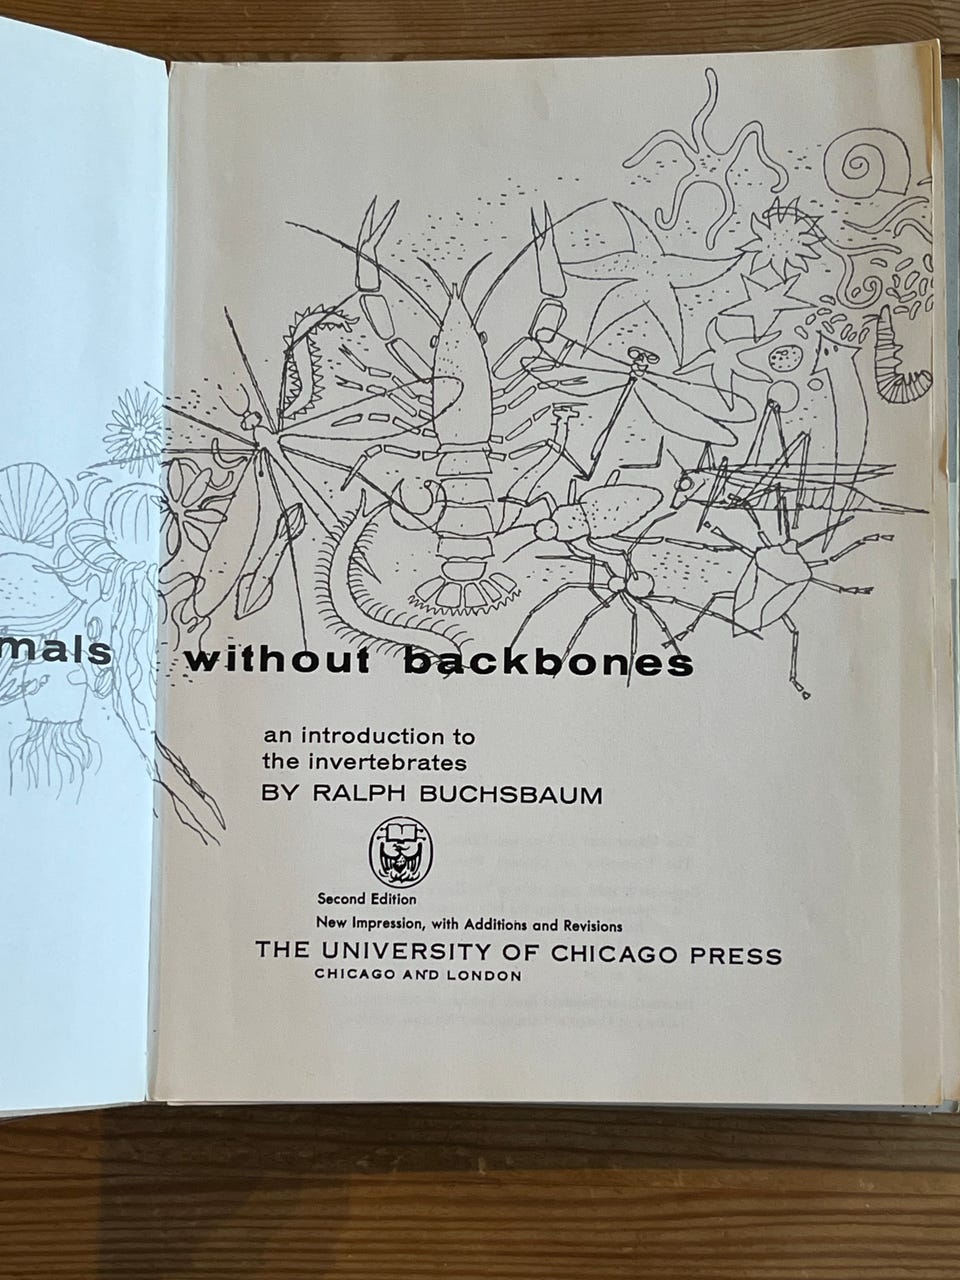 mals without backbones
an introduction to
the invertebrates
BY RALPH BUCHSBAUM
Second Edition
New Impression, with Additions and Revisions
THE UNIVERSITY OF CHICAGO PRESS
CHICAGO AND LONDON